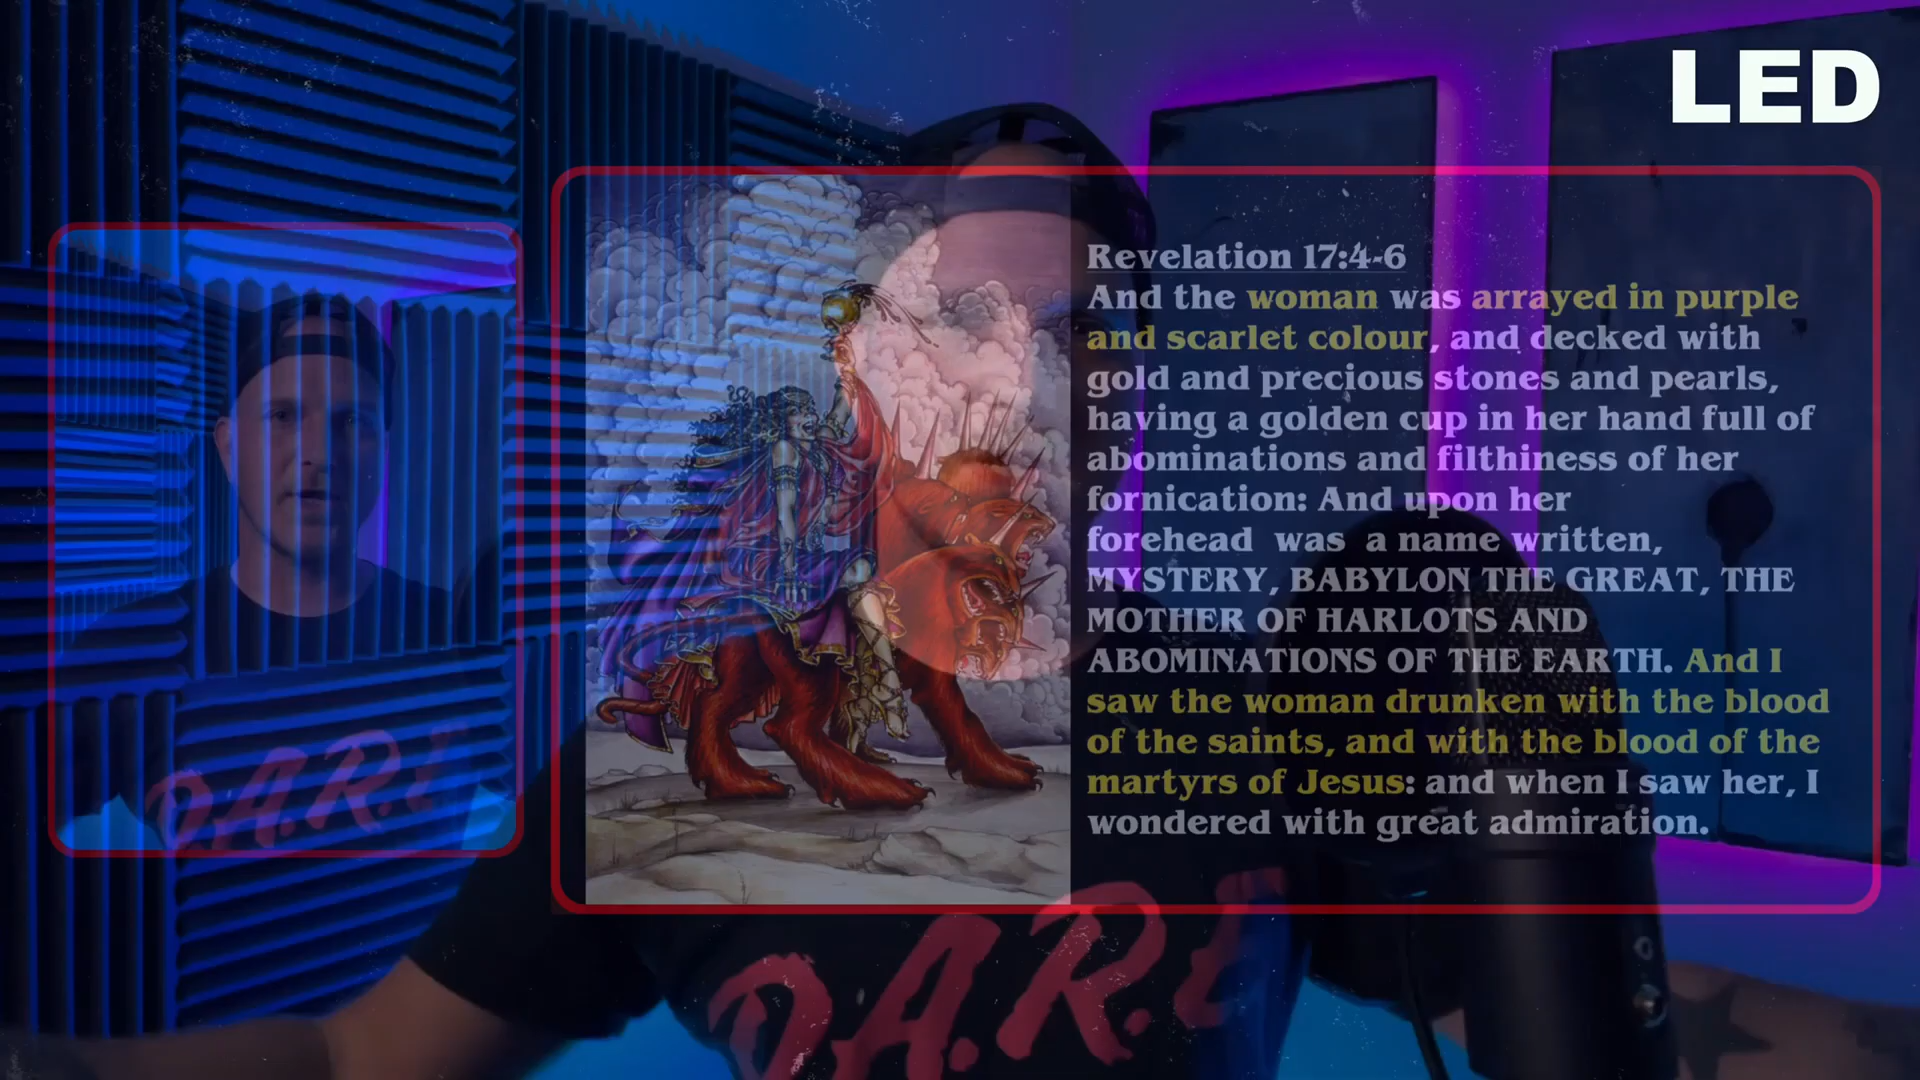 LED
Revelation 17:4-6
And the woman was arrayed in purple
and scarlet colour, and decked with
gold and precious stones and pearls,
having a golden cup in her hand full of
abominations and filthiness of her
fornication: And upon her
forehead was a name written,
MYSTERY, BABYLON THE GREAT, THE
MOTHER OF HARLOTS AND
ABOMINATIONS OF THE EARTH. And I
saw the woman drunken with the blood
of the saints, and with the blood of the
martyrs of Jesus: and when I saw her, I
wondered with great admiration.
D.A.R.E
D.A.R.E